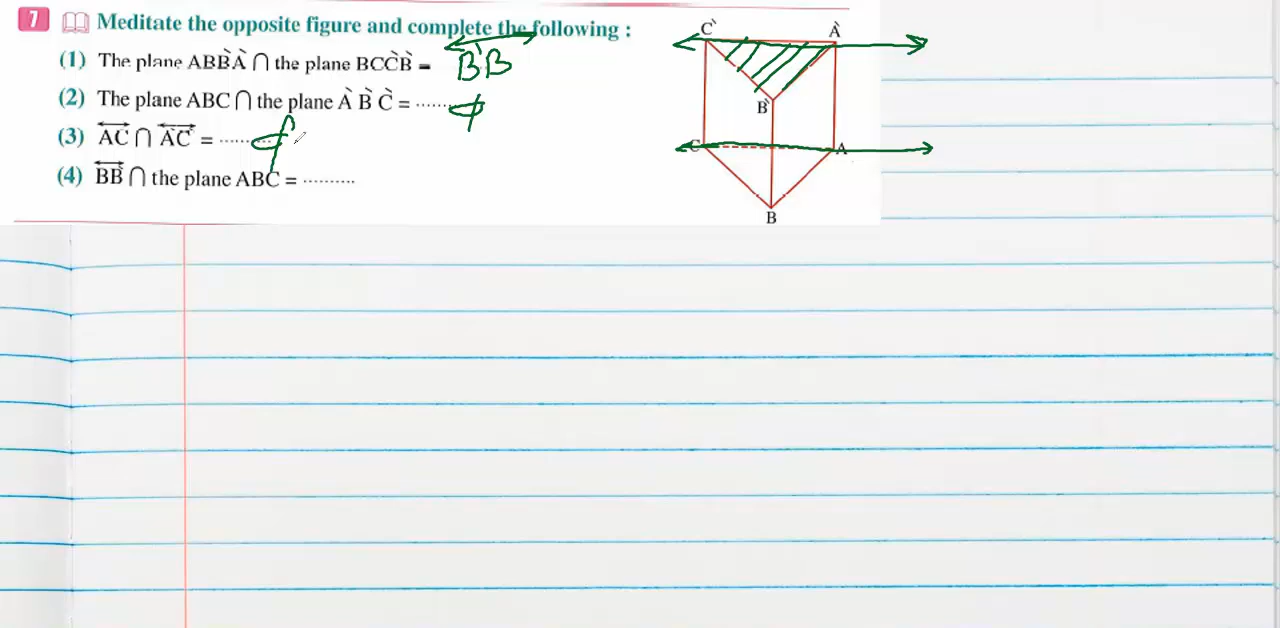 7 Meditate the opposite figure and complete the following :
(1) The plane ABB̀À ∩ the plane BCC̀B̀ = B̀B
(2) The plane ABC ∩ the plane À B̀ C̀ = ........ ϕ
(3) AC ∩ ÀC̀ = ........ ϕ
(4) BB̀ ∩ the plane ABC = ..........
C̀ À
B̀
C A
B